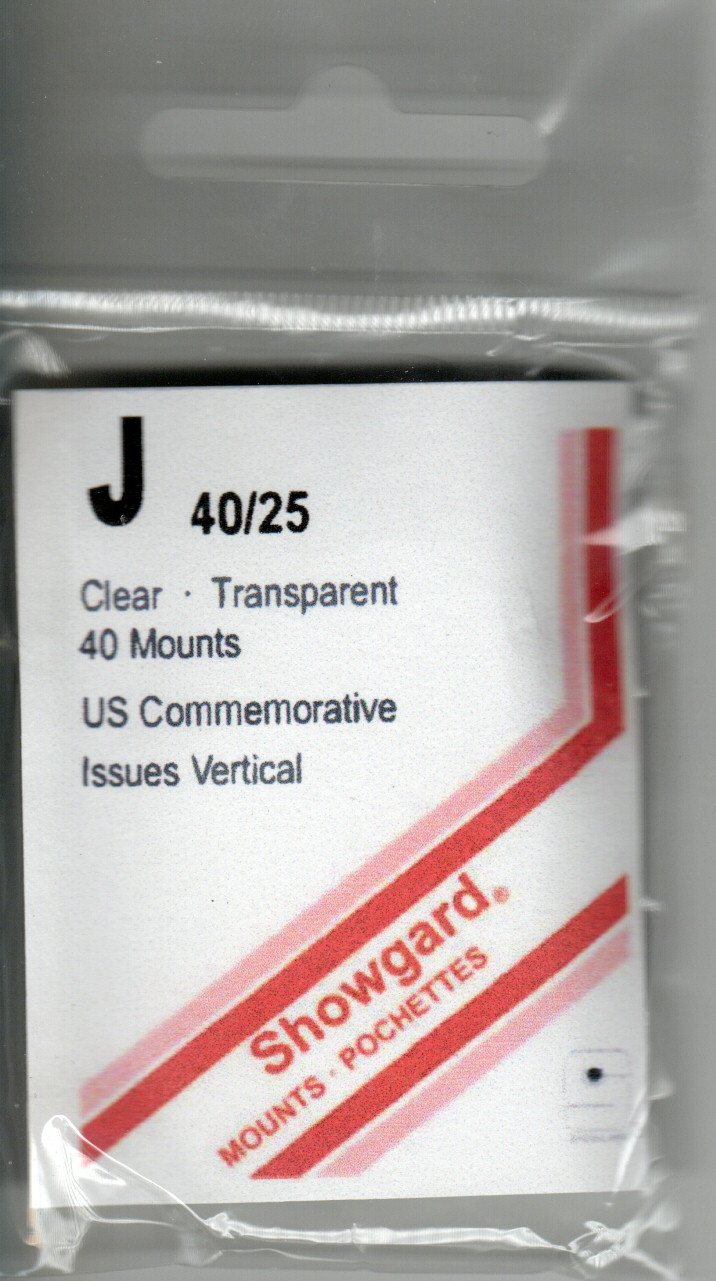 J 40/25
Clear · Transparent
40 Mounts
US Commemorative
Issues Vertical
Showgard®
MOUNTS · POCHETTES